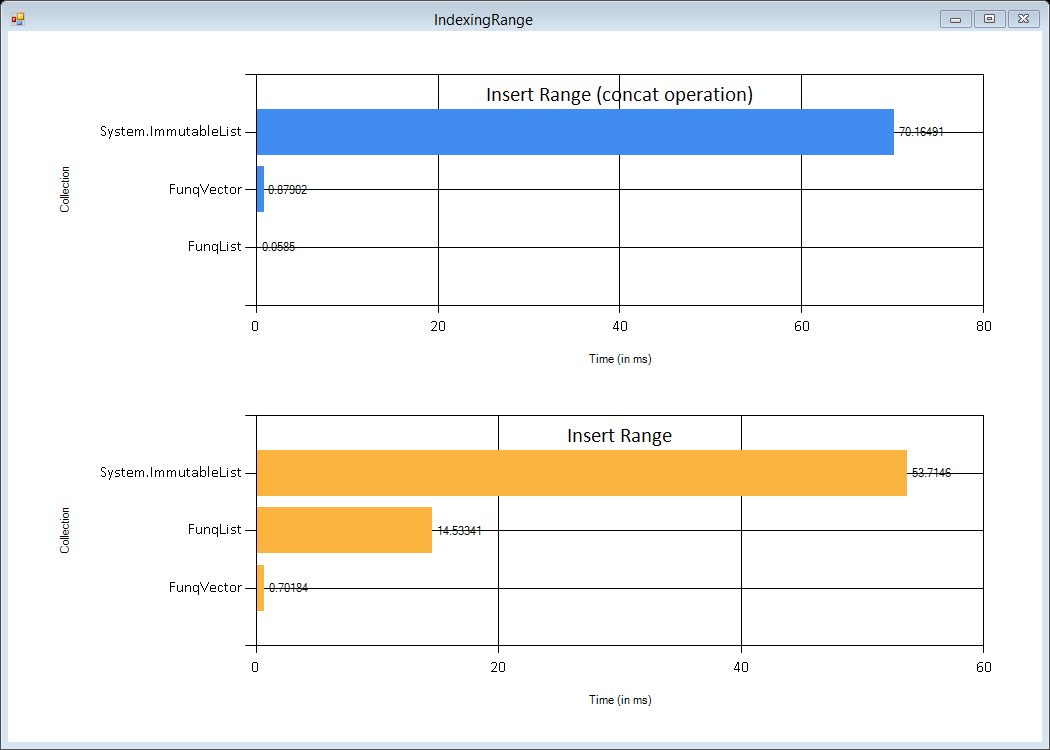 IndexingRange
Insert Range (concat operation)
Collection
System.ImmutableList
70.16491
FunqVector
0.87902
FunqList
0.0585
0 20 40 60 80
Time (in ms)
Insert Range
Collection
System.ImmutableList
53.7146
FunqList
14.53341
FunqVector
0.70184
0 20 40 60
Time (in ms)